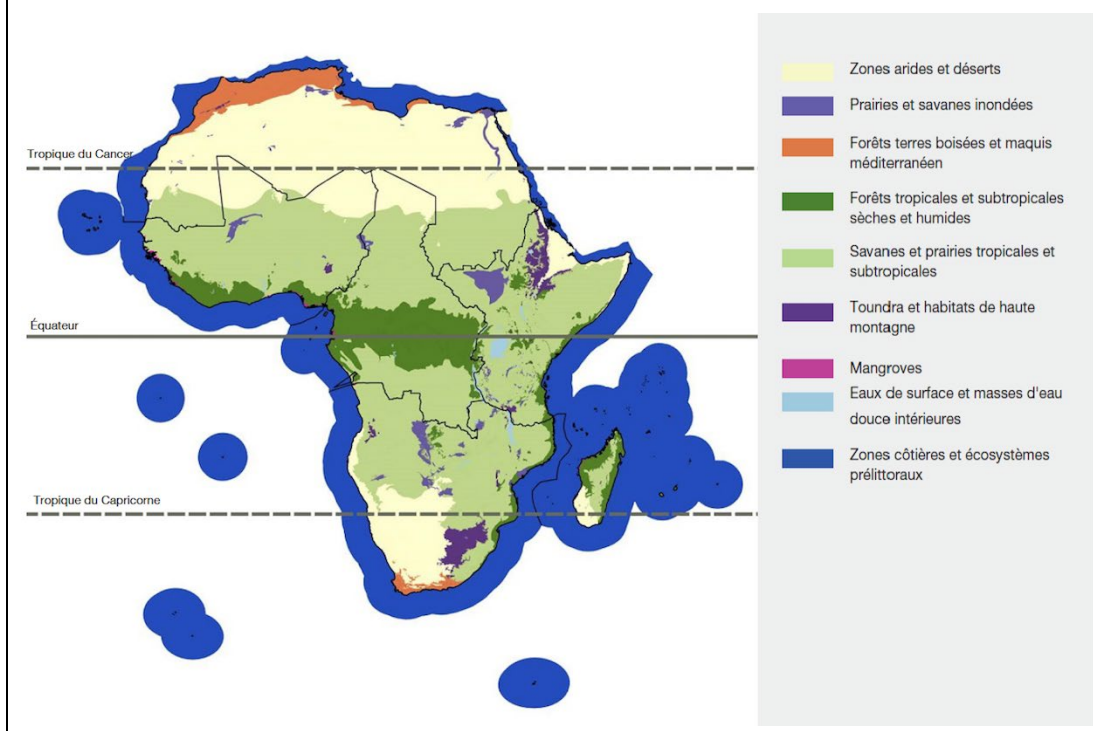 Tropique du Cancer
Équateur
Tropique du Capricorne
Zones arides et déserts
Prairies et savanes inondées
Forêts terres boisées et maquis
méditerranéen
Forêts tropicales et subtropicales
sèches et humides
Savanes et prairies tropicales et
subtropicales
Toundra et habitats de haute
montagne
Mangroves
Eaux de surface et masses d'eau
douce intérieures
Zones côtières et écosystèmes
prélittoraux